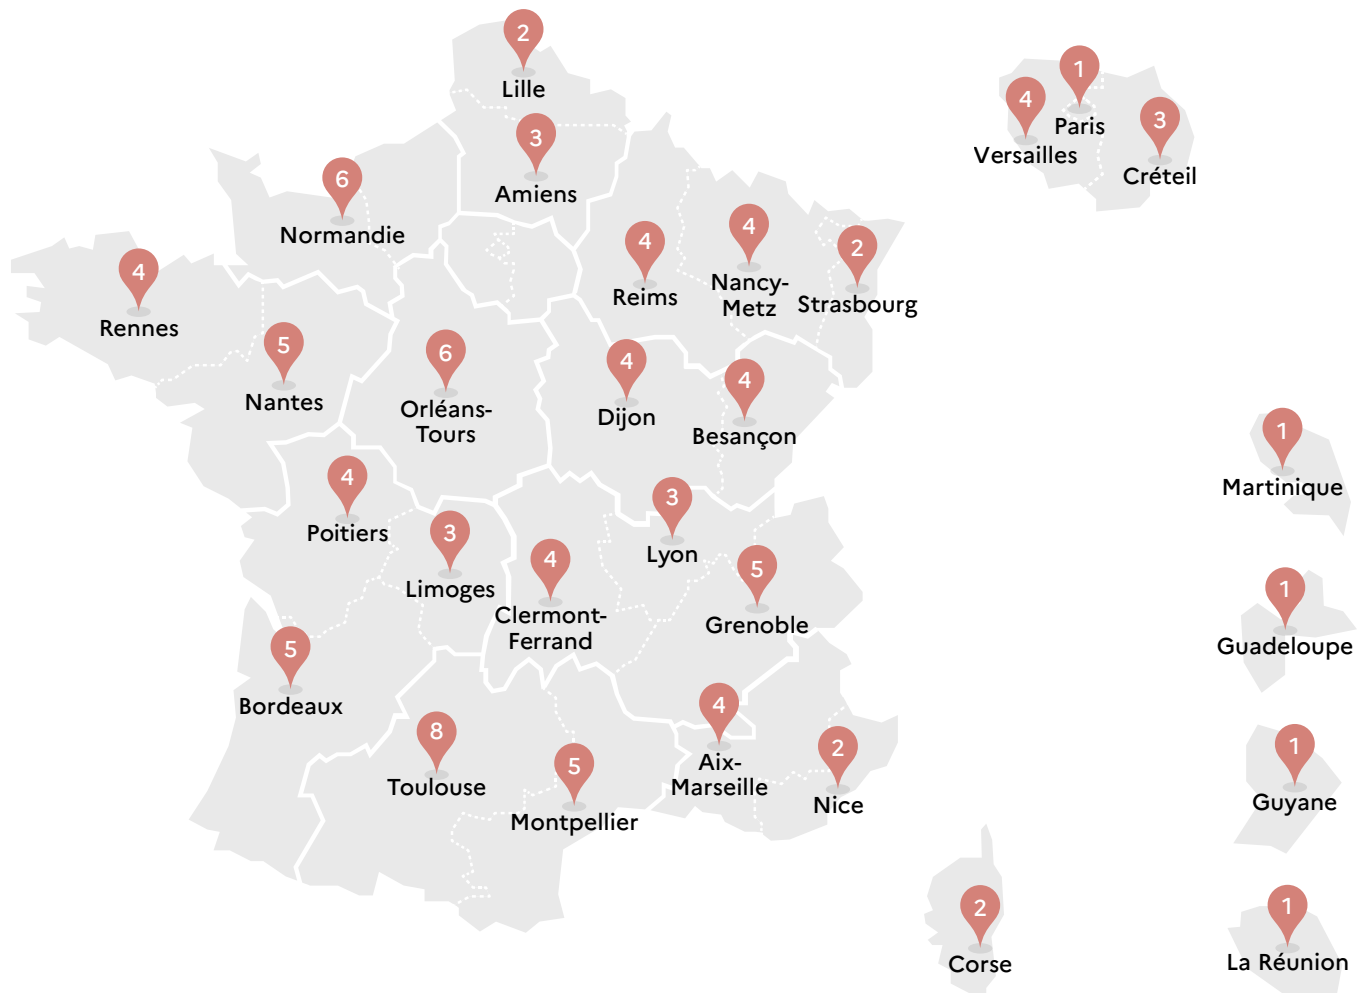 2
Lille
1
Paris
4
Versailles
3
Créteil
3
Amiens
6
Normandie
4
Reims
4
Nancy-
Metz
2
Strasbourg
4
Rennes
5
Nantes
6
Orléans-
Tours
4
Dijon
4
Besançon
1
Martinique
4
Poitiers
3
Limoges
4
Clermont-
Ferrand
3
Lyon
5
Grenoble
1
Guadeloupe
5
Bordeaux
8
Toulouse
5
Montpellier
4
Aix-
Marseille
2
Nice
1
Guyane
2
Corse
1
La Réunion